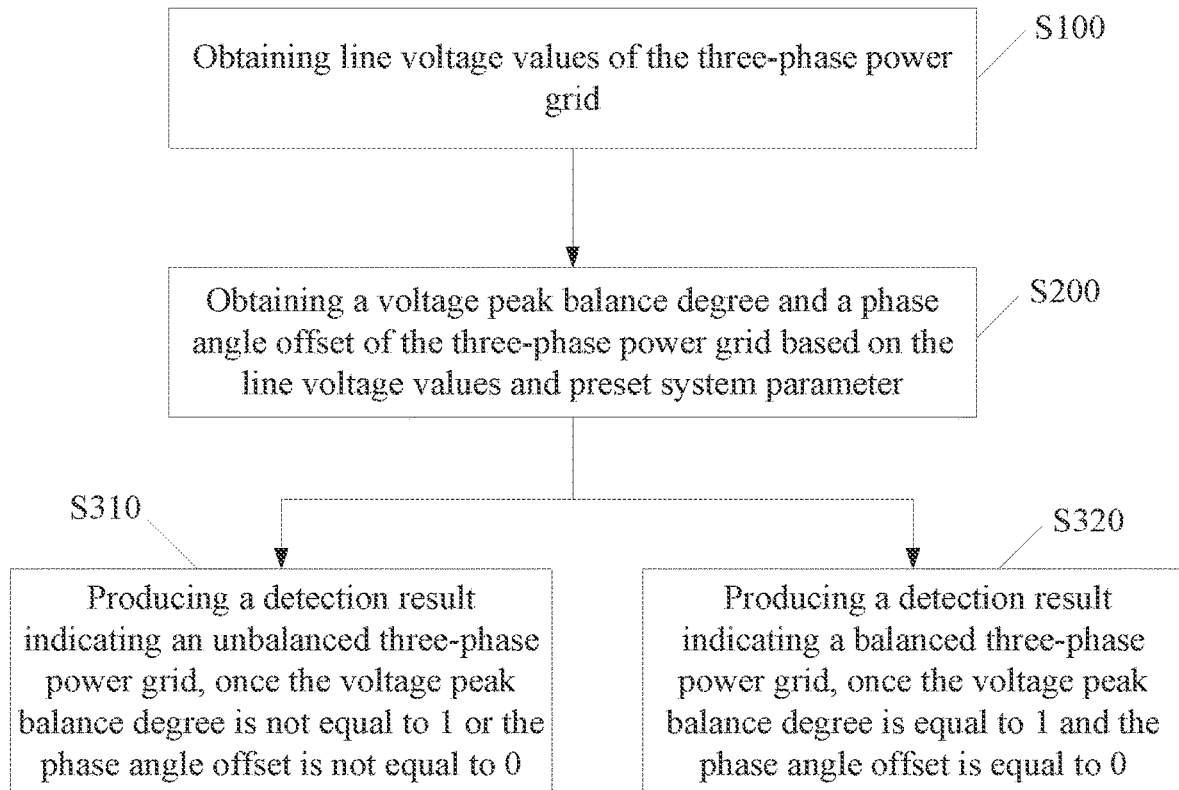 Obtaining line voltage values of the three-phase power
grid
S100
Obtaining a voltage peak balance degree and a phase
angle offset of the three-phase power grid based on the
line voltage values and preset system parameter
S200
S310
Producing a detection result
indicating an unbalanced three-phase
power grid, once the voltage peak
balance degree is not equal to 1 or the
phase angle offset is not equal to 0
S320
Producing a detection result
indicating a balanced three-phase
power grid, once the voltage peak
balance degree is equal to 1 and the
phase angle offset is equal to 0